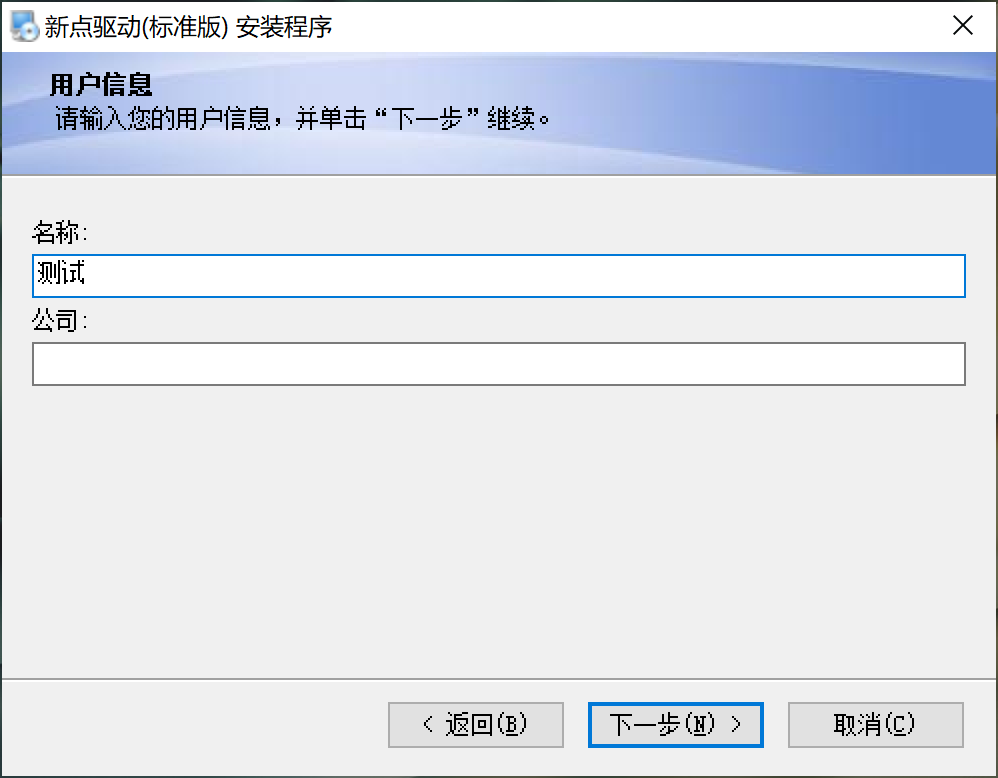 新点驱动(标准版) 安装程序
用户信息
请输入您的用户信息，并单击“下一步”继续。
名称:
测试
公司:
< 返回(B)
下一步(N) >
取消(C)